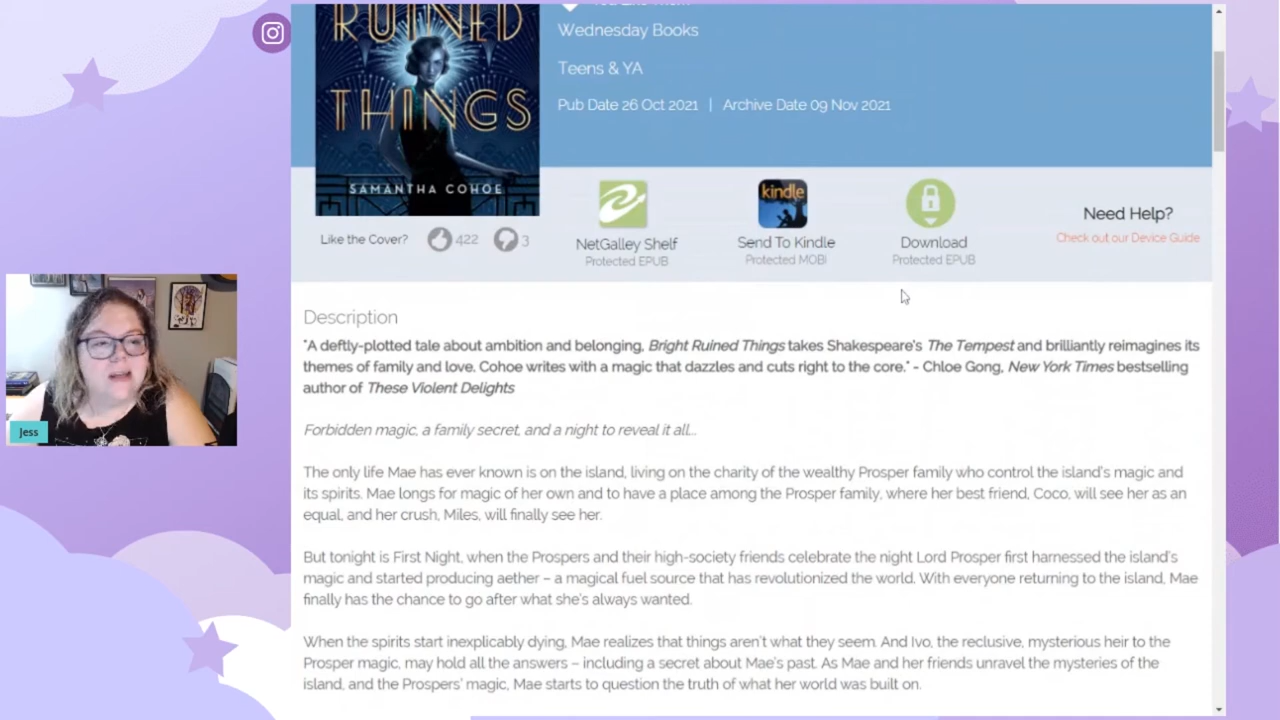 RUINED
THINGS
SAMANTHA COHOE
Wednesday Books
Teens & YA
Pub Date 26 Oct 2021 | Archive Date 09 Nov 2021
Like the Cover? 422 3
NetGalley Shelf
Protected EPUB
kindle
Send To Kindle
Protected MOBI
Download
Protected EPUB
Need Help?
Check out our Device Guide
Description
"A deftly-plotted tale about ambition and belonging, Bright Ruined Things takes Shakespeare's The Tempest and brilliantly reimagines its
themes of family and love. Cohoe writes with a magic that dazzles and cuts right to the core." - Chloe Gong, New York Times bestselling
author of These Violent Delights
Forbidden magic, a family secret, and a night to reveal it all...
The only life Mae has ever known is on the island, living on the charity of the wealthy Prosper family who control the island's magic and
its spirits. Mae longs for magic of her own and to have a place among the Prosper family, where her best friend, Coco, will see her as an
equal, and her crush, Miles, will finally see her.
But tonight is First Night, when the Prospers and their high-society friends celebrate the night Lord Prosper first harnessed the island's
magic and started producing aether – a magical fuel source that has revolutionized the world. With everyone returning to the island, Mae
finally has the chance to go after what she's always wanted.
When the spirits start inexplicably dying, Mae realizes that things aren't what they seem. And Ivo, the reclusive, mysterious heir to the
Prosper magic, may hold all the answers – including a secret about Mae's past. As Mae and her friends unravel the mysteries of the
island, and the Prospers' magic, Mae starts to question the truth of what her world was built on.
Jess